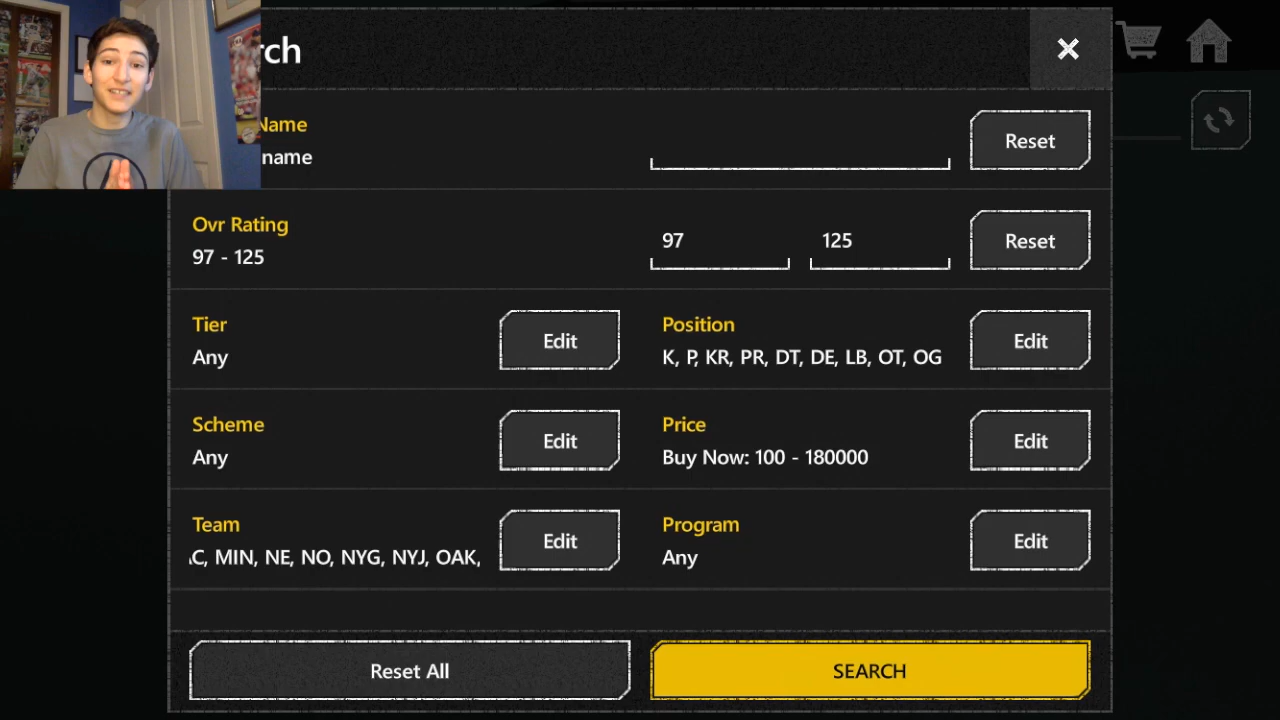 rch
Name
name
Reset
Ovr Rating
97 - 125
97
125
Reset
Tier
Any
Edit
Position
K, P, KR, PR, DT, DE, LB, OT, OG
Edit
Scheme
Any
Edit
Price
Buy Now: 100 - 180000
Edit
Team
C, MIN, NE, NO, NYG, NYJ, OAK,
Edit
Program
Any
Edit
Reset All
SEARCH